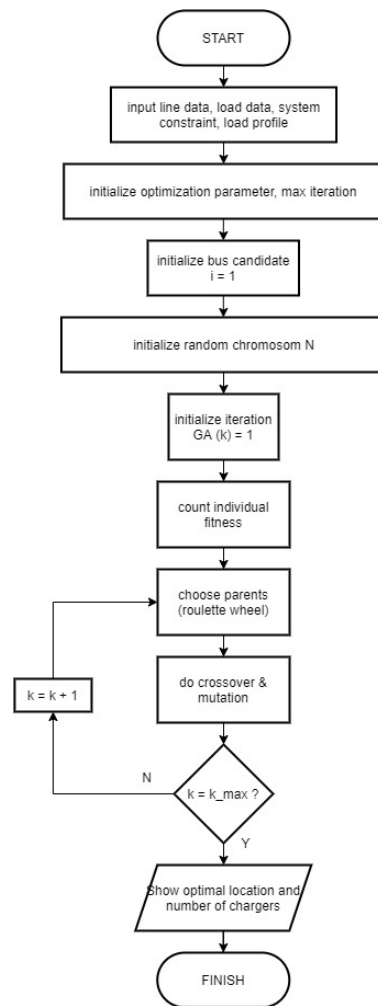 START
input line data, load data, system
constraint, load profile
initialize optimization parameter, max iteration
initialize bus candidate
i = 1
initialize random chromosom N
initialize iteration
GA (k) = 1
count individual
fitness
choose parents
(roulette wheel)
k = k + 1
do crossover &
mutation
N
k = k_max ?
Y
Show optimal location and
number of chargers
FINISH